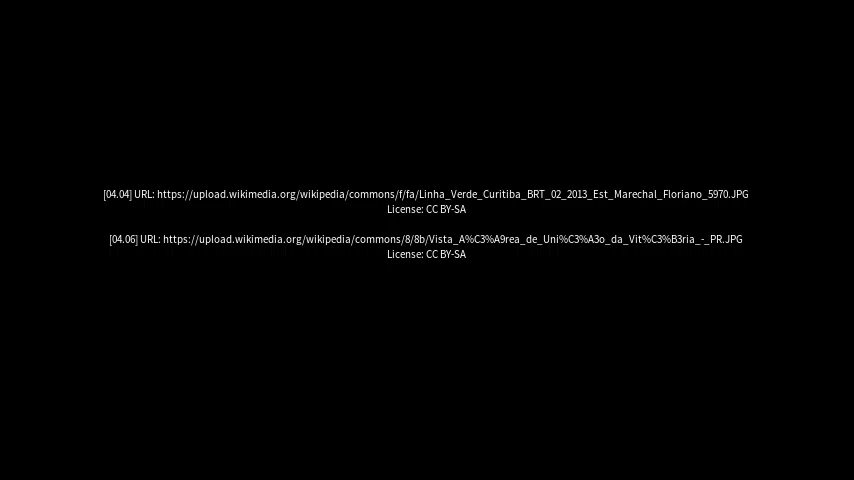 [04.04] URL: https://upload.wikimedia.org/wikipedia/commons/f/fa/Linha_Verde_Curitiba_BRT_02_2013_Est_Marechal_Floriano_5970.JPG
License: CC BY-SA
[04.06] URL: https://upload.wikimedia.org/wikipedia/commons/8/8b/Vista_A%C3%A9rea_de_Uni%C3%A3o_da_Vit%C3%B3ria_-_PR.JPG
License: CC BY-SA